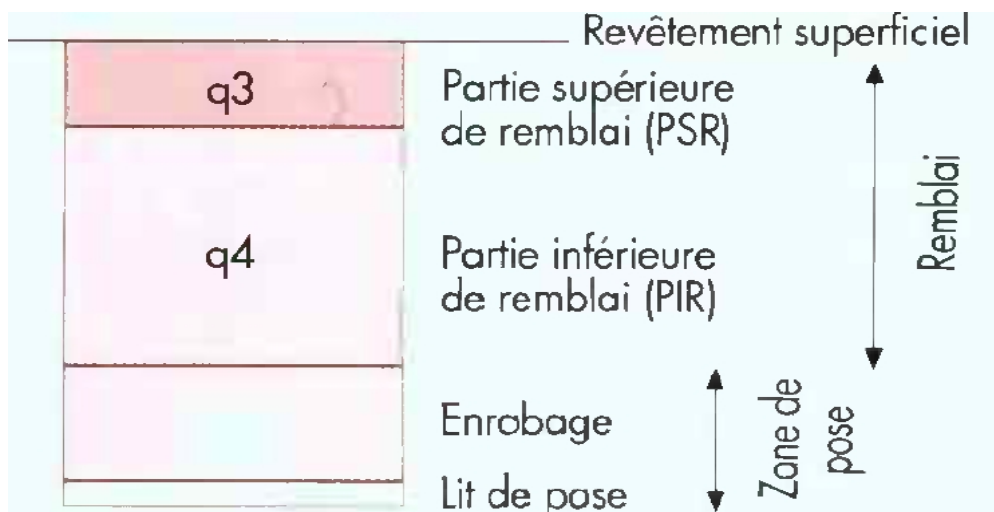 Revêtement superficiel
q3
Partie supérieure
de remblai (PSR)
Remblai
q4
Partie inférieure
de remblai (PIR)
Enrobage
Zone de
pose
Lit de pose